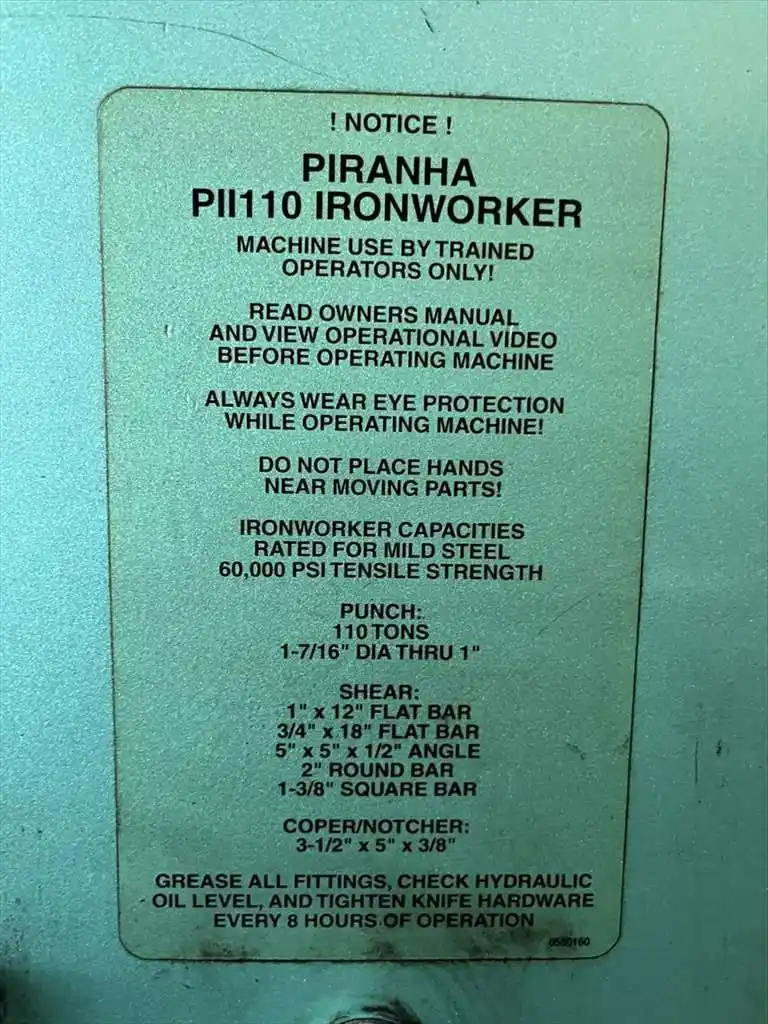 ! NOTICE !
PIRANHA
PII110 IRONWORKER
MACHINE USE BY TRAINED
OPERATORS ONLY!
READ OWNERS MANUAL
AND VIEW OPERATIONAL VIDEO
BEFORE OPERATING MACHINE
ALWAYS WEAR EYE PROTECTION
WHILE OPERATING MACHINE!
DO NOT PLACE HANDS
NEAR MOVING PARTS!
IRONWORKER CAPACITIES
RATED FOR MILD STEEL
60,000 PSI TENSILE STRENGTH
PUNCH:
110 TONS
1-7/16" DIA THRU 1"
SHEAR:
1" x 12" FLAT BAR
3/4" x 18" FLAT BAR
5" x 5" x 1/2" ANGLE
2" ROUND BAR
1-3/8" SQUARE BAR
COPER/NOTCHER:
3-1/2" x 5" x 3/8"
GREASE ALL FITTINGS, CHECK HYDRAULIC
OIL LEVEL, AND TIGHTEN KNIFE HARDWARE
EVERY 8 HOURS OF OPERATION